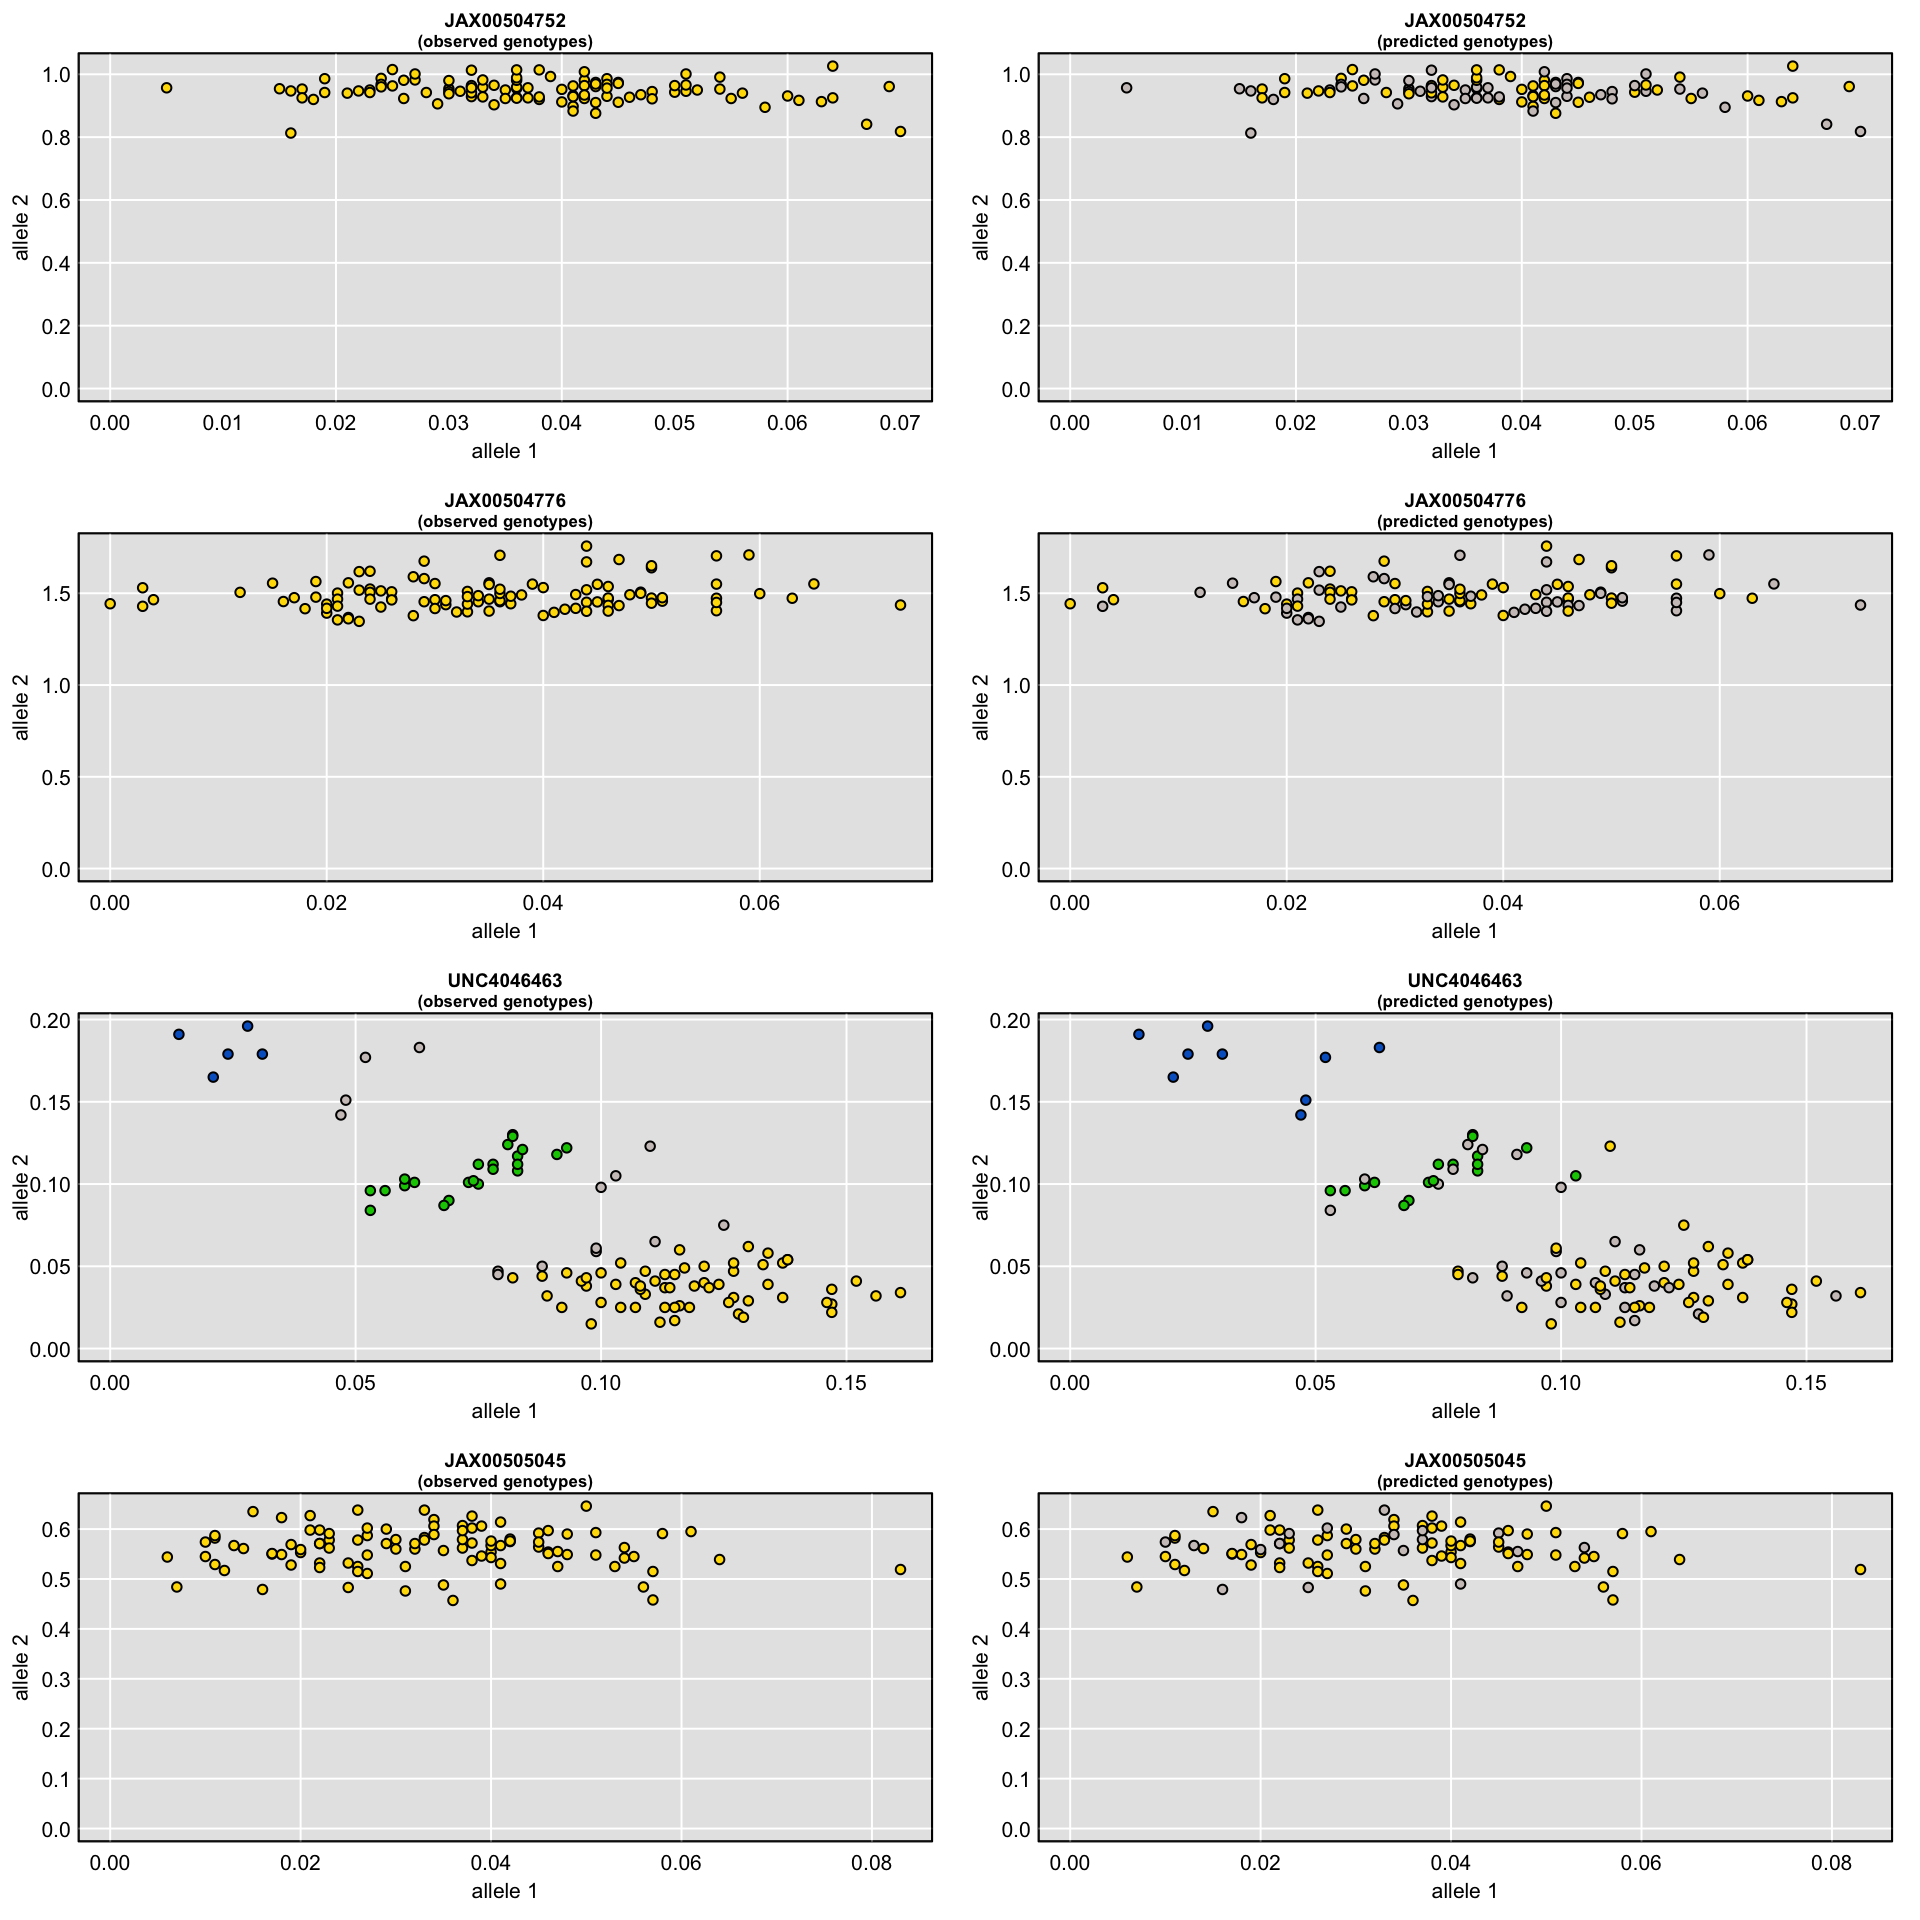 JAX00504752
(observed genotypes)
allele 2
1.0
0.8
0.6
0.4
0.2
0.0
0.00 0.01 0.02 0.03 0.04 0.05 0.06 0.07
allele 1
JAX00504752
(predicted genotypes)
allele 2
1.0
0.8
0.6
0.4
0.2
0.0
0.00 0.01 0.02 0.03 0.04 0.05 0.06 0.07
allele 1
JAX00504776
(observed genotypes)
allele 2
1.5
1.0
0.5
0.0
0.00 0.02 0.04 0.06
allele 1
JAX00504776
(predicted genotypes)
allele 2
1.5
1.0
0.5
0.0
0.00 0.02 0.04 0.06
allele 1
UNC4046463
(observed genotypes)
allele 2
0.20
0.15
0.10
0.05
0.00
0.00 0.05 0.10 0.15
allele 1
UNC4046463
(predicted genotypes)
allele 2
0.20
0.15
0.10
0.05
0.00
0.00 0.05 0.10 0.15
allele 1
JAX00505045
(observed genotypes)
allele 2
0.6
0.5
0.4
0.3
0.2
0.1
0.0
0.00 0.02 0.04 0.06 0.08
allele 1
JAX00505045
(predicted genotypes)
allele 2
0.6
0.5
0.4
0.3
0.2
0.1
0.0
0.00 0.02 0.04 0.06 0.08
allele 1